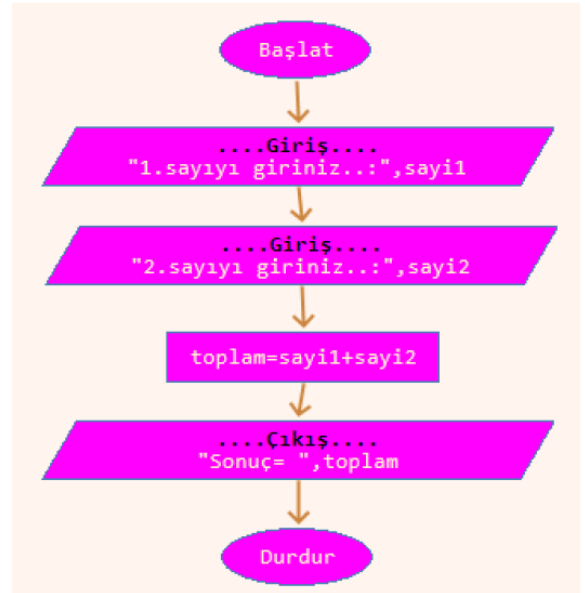 Başlat
....Giriş....
"1.sayıyı giriniz..:",sayi1
....Giriş....
"2.sayıyı giriniz..:",sayi2
toplam=sayi1+sayi2
....Çıkış....
"Sonuç= ",toplam
Durdur